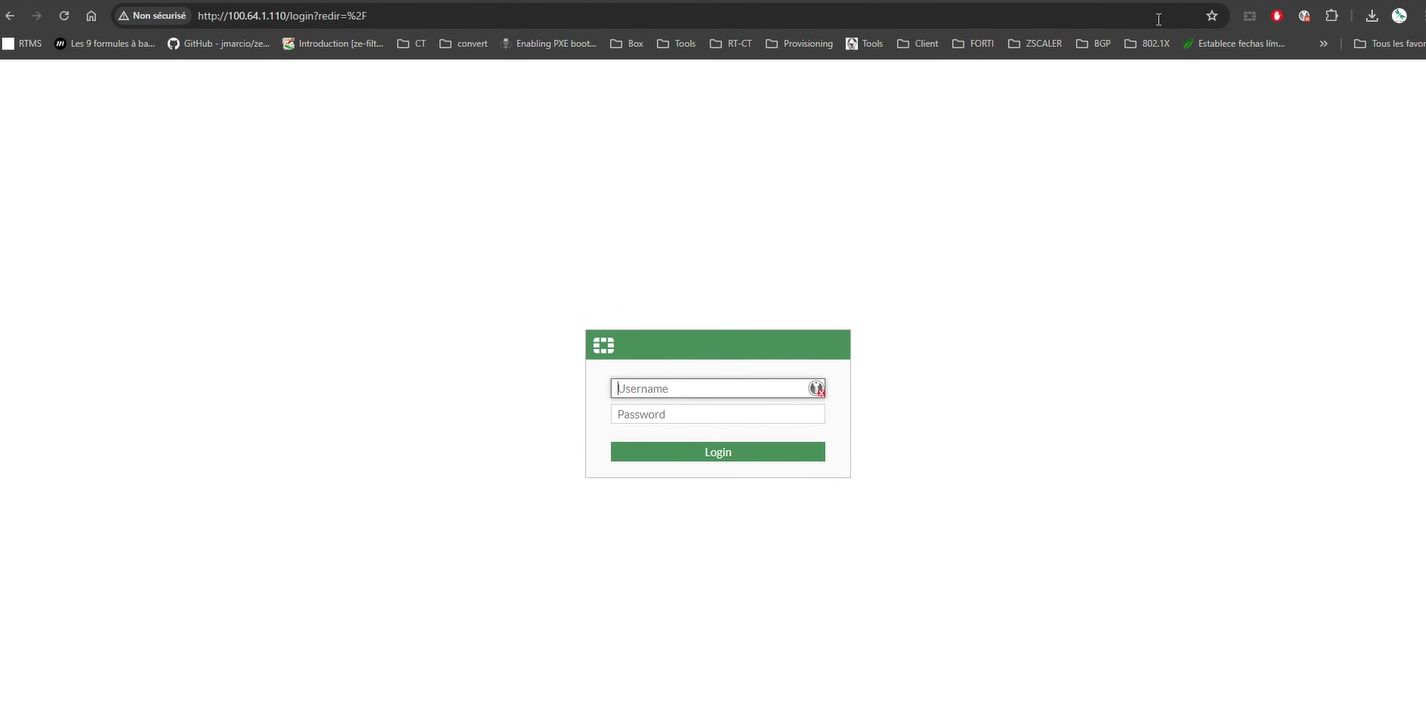 Non sécurisé http://100.64.1.110/login?redir=%2F
RTMS Les 9 formules à ba... GitHub - jmarcio/ze... Introduction [ze-filt... CT convert Enabling PXE boot... Box Tools RT-CT Provisioning Tools Client FORTI ZSCALER BGP 802.1X Establece fechas lím... » Tous les favor
Username
Password
Login